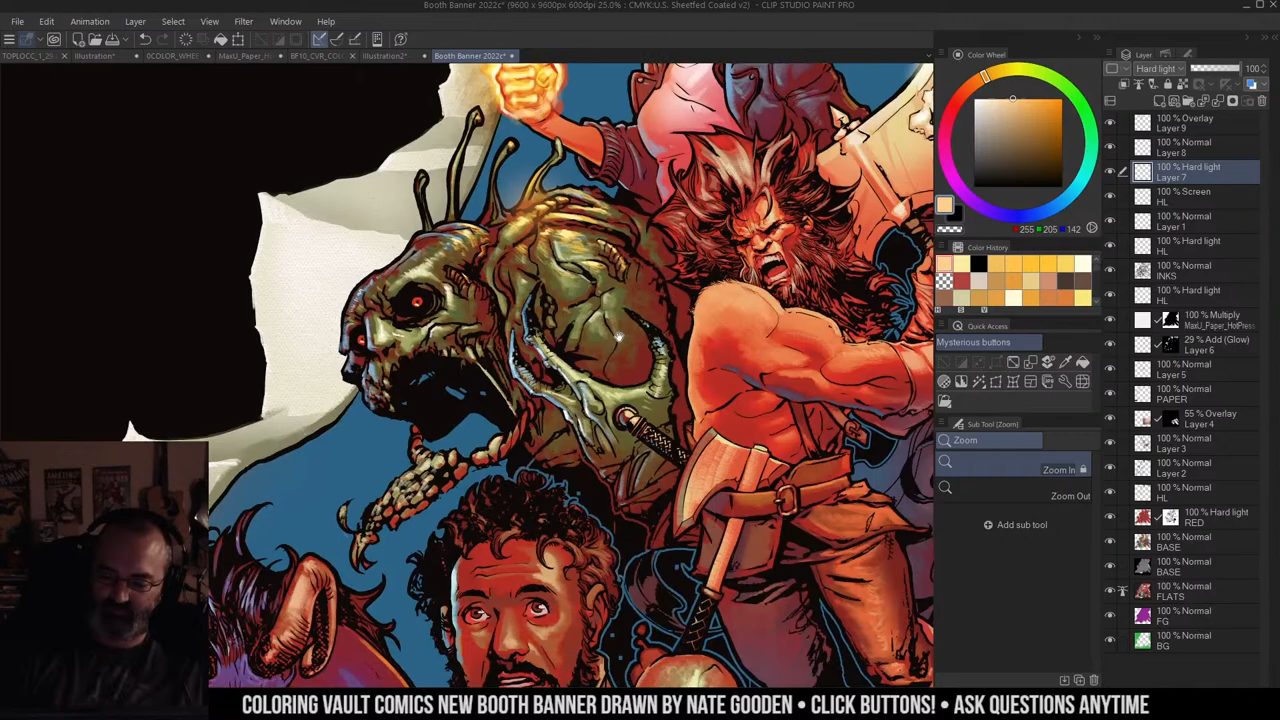 Booth Banner 2022c* (9600 x 9600px 600dpi 25.0% : CMYK:U.S. Sheetfed Coated v2) - CLIP STUDIO PAINT PRO
File Edit Animation Layer Select View Filter Window Help
TOPLOCC_1 Illustration* 0COLOR_WHE MaxU_Paper_H BF10_CVR_COL Illustration2* Booth Banner 2022c*
Color Wheel
255 205 142
Color History
H S V
Quick Access
Mysterious buttons
Sub Tool (Zoom)
Zoom
Zoom In
Zoom Out
Add sub tool
Layer
Hard light 100
100 % Overlay
Layer 9
100 % Normal
Layer 8
100 % Hard light
Layer 7
100 % Screen
HL
100 % Normal
Layer 1
100 % Hard light
HL
100 % Normal
INKS
100 % Hard light
HL
100 % Multiply
MaxU_Paper_HotPress
29 % Add (Glow)
Layer 6
100 % Normal
Layer 5
100 % Normal
PAPER
55 % Overlay
Layer 4
100 % Normal
Layer 3
100 % Normal
Layer 2
100 % Normal
HL
100 % Hard light
RED
100 % Normal
BASE
100 % Normal
BASE
100 % Normal
FLATS
100 % Normal
FG
100 % Normal
BG
COLORING VAULT COMICS NEW BOOTH BANNER DRAWN BY NATE GOODEN • CLICK BUTTONS! • ASK QUESTIONS ANYTIME